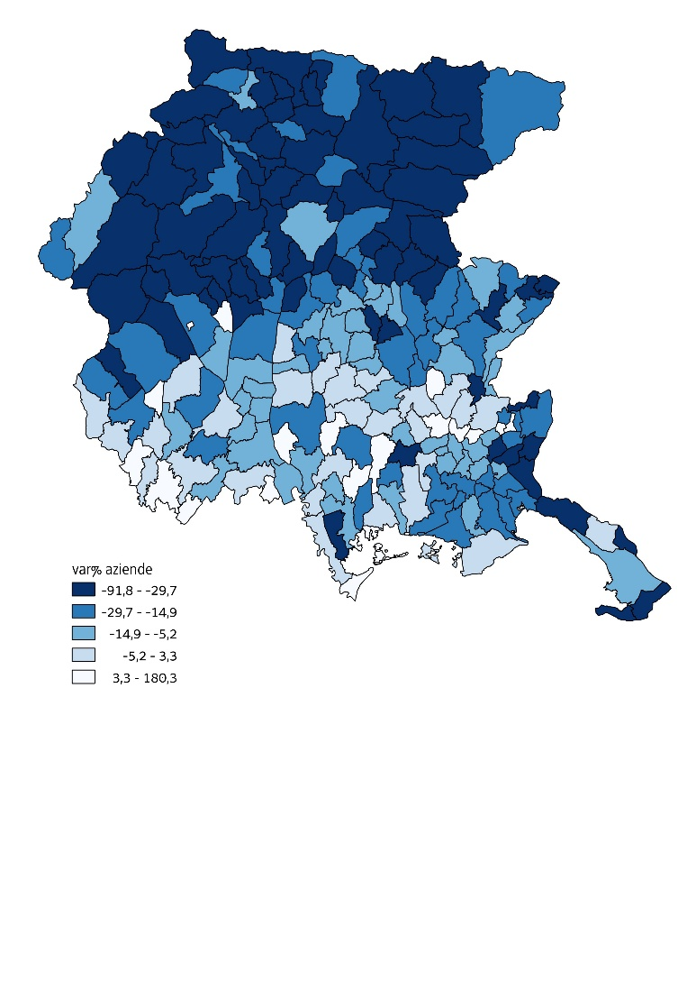 var% aziende
-91,8 - -29,7
-29,7 - -14,9
-14,9 - -5,2
-5,2 - 3,3
3,3 - 180,3